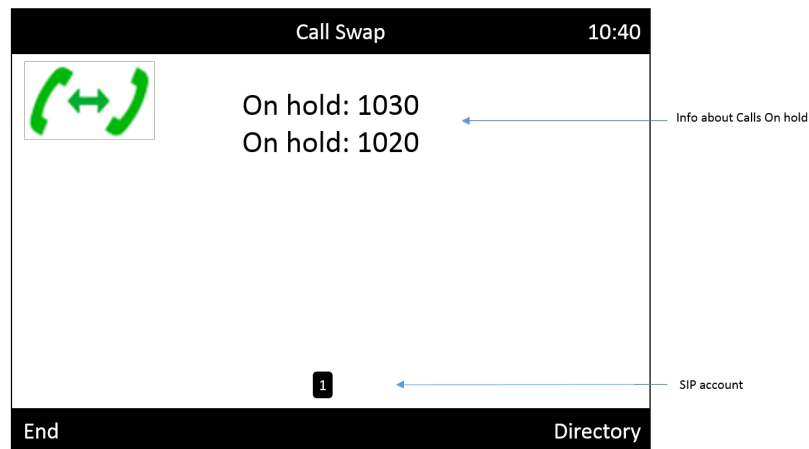 Call Swap 10:40
On hold: 1030
On hold: 1020
Info about Calls On hold
1
SIP account
End Directory